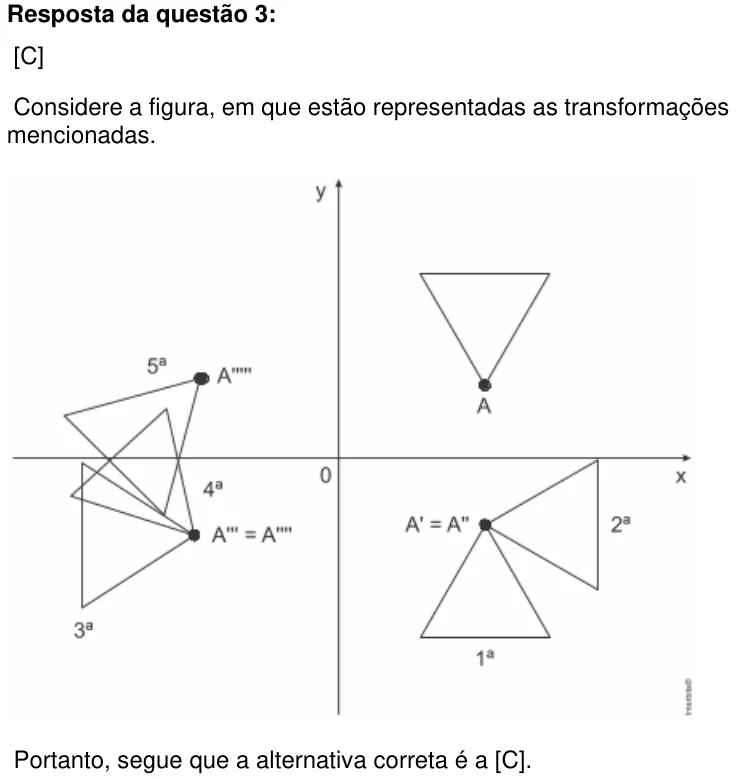 Resposta da questão 3:
[C]
Considere a figura, em que estão representadas as transformações
mencionadas.
y
5ª
A'''''
A
0
x
4ª
A''' = A''''
A' = A''
2ª
3ª
1ª
Interbits®
Portanto, segue que a alternativa correta é a [C].